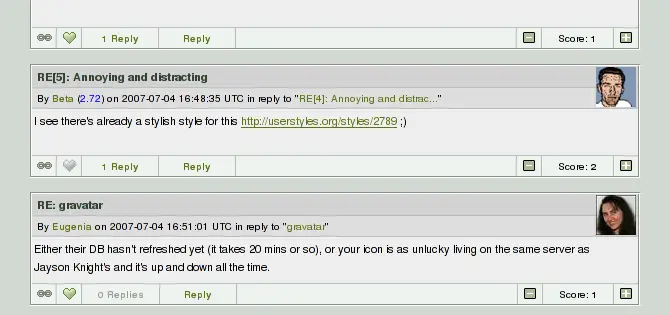 1 Reply Reply Score: 1
RE[5]: Annoying and distracting
By Beta (2.72) on 2007-07-04 16:48:35 UTC in reply to "RE[4]: Annoying and distrac..."
I see there's already a stylish style for this http://userstyles.org/styles/2789 ;)
1 Reply Reply Score: 2
RE: gravatar
By Eugenia on 2007-07-04 16:51:01 UTC in reply to "gravatar"
Either their DB hasn't refreshed yet (it takes 20 mins or so), or your icon is as unlucky living on the same server as
Jayson Knight's and it's up and down all the time.
0 Replies Reply Score: 1